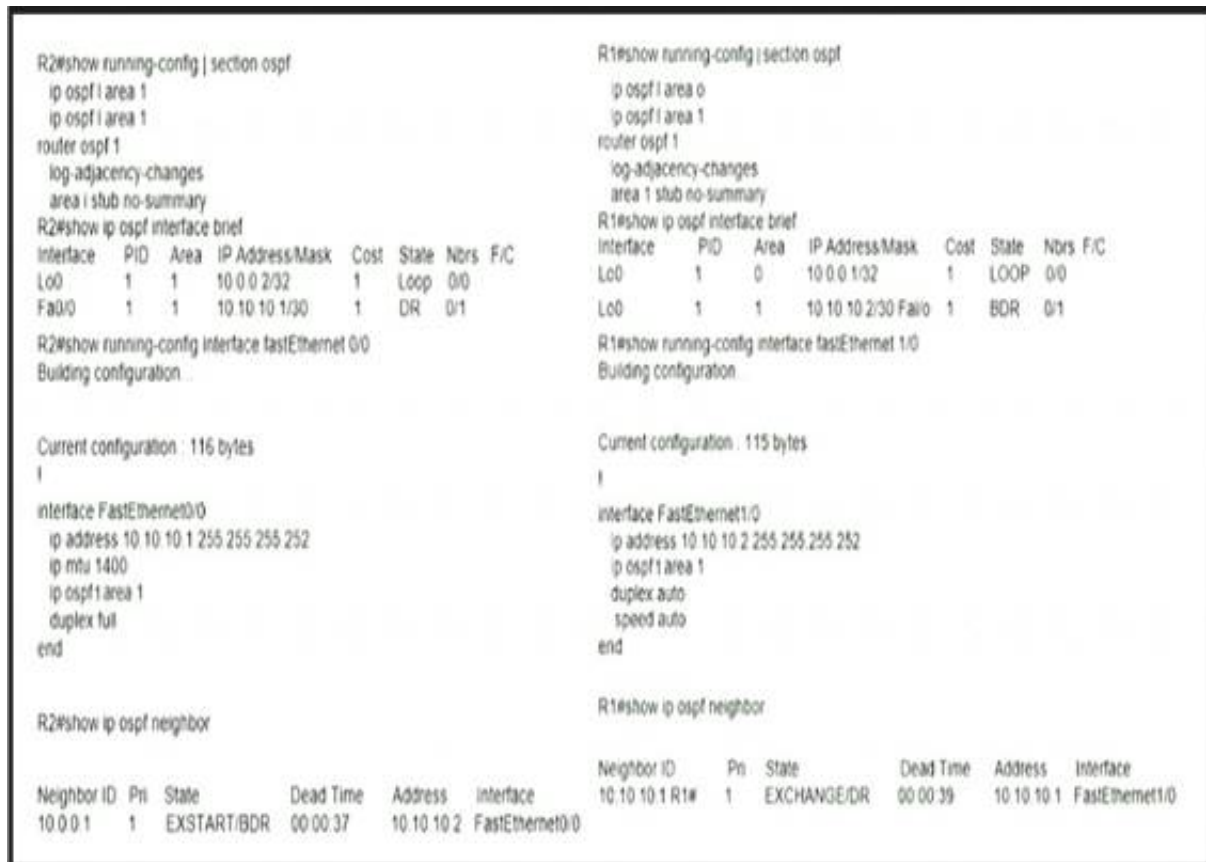 R2#show running-config | section ospf
ip ospf l area 1
ip ospf l area 1
router ospf 1
log-adjacency-changes
area i stub no-summary
R2#show ip ospf interface brief
Interface PID Area IP Address/Mask Cost State Nbrs F/C
Lo0 1 1 10.0.0.2/32 1 Loop 0/0
Fa0/0 1 1 10.10.10.1/30 1 DR 0/1
R2#show running-config interface fastEthernet 0/0
Building configuration...
Current configuration : 116 bytes
!
interface FastEthernet0/0
ip address 10.10.10.1 255.255.255.252
ip mtu 1400
ip ospf t area 1
duplex full
end
R2#show ip ospf neighbor
Neighbor ID Pri State Dead Time Address Interface
10.0.0.1 1 EXSTART/BDR 00:00:37 10.10.10.2 FastEthernet0/0
R1#show running-config | section ospf
ip ospf l area o
ip ospf l area 1
router ospf 1
log-adjacency-changes
area 1 stub no-summary
R1#show ip ospf interface brief
Interface PID Area IP Address/Mask Cost State Nbrs F/C
Lo0 1 0 10.0.0.1/32 1 LOOP 0/0
Lo0 1 1 10.10.10.2/30 Fai/o 1 BDR 0/1
R1#show running-config interface fastEthernet 1/0
Building configuration
Current configuration : 115 bytes
!
interface FastEthernet1/0
ip address 10.10.10.2 255.255.255.252
ip ospf t area 1
duplex auto
speed auto
end
R1#show ip ospf neighbor
Neighbor ID Pri State Dead Time Address Interface
10.10.10.1 R1# 1 EXCHANGE/DR 00:00:39 10.10.10.1 FastEthernet1/0